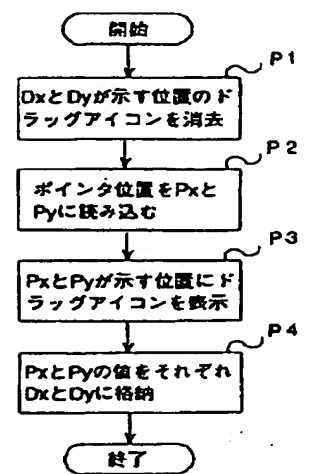 開始
P1
DxとDyが示す位置のド
ラッグアイコンを消去
P2
ポインタ位置をPxと
Pyに読み込む
P3
PxとPyが示す位置にド
ラッグアイコンを表示
P4
PxとPyの値をそれぞれ
DxとDyに格納
終了